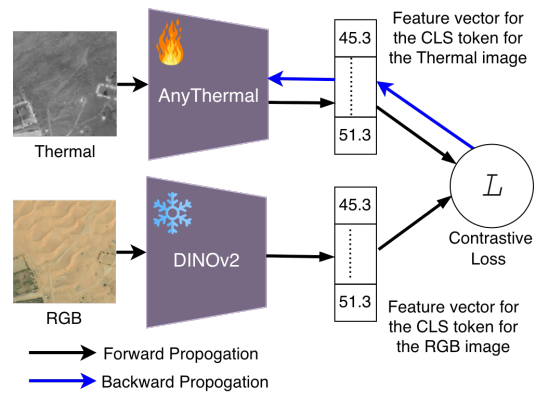 Feature vector for
the CLS token for
the Thermal image
45.3
51.3
AnyThermal
Thermal
L
Contrastive
Loss
45.3
51.3
DINOv2
RGB
Feature vector for
the CLS token for
the RGB image
Forward Propogation
Backward Propogation